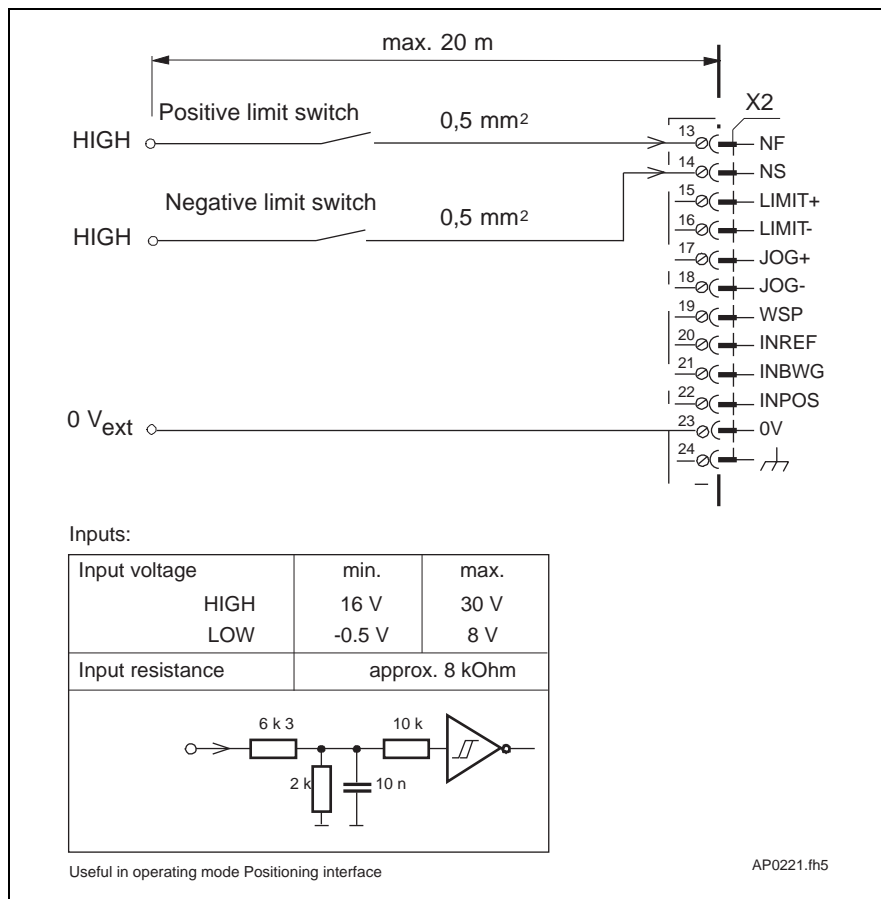 max. 20 m
X2
Positive limit switch
0,5 mm2
HIGH
13
NF
14
NS
15
LIMIT+
Negative limit switch
0,5 mm2
16
LIMIT-
HIGH
17
JOG+
18
JOG-
19
WSP
20
INREF
21
INBWG
22
INPOS
0 Vext
23
0V
24
Inputs:
Input voltage min. max.
HIGH 16 V 30 V
LOW -0.5 V 8 V
Input resistance approx. 8 kOhm
6 k 3 10 k
2 k 10 n
Useful in operating mode Positioning interface
AP0221.fh5